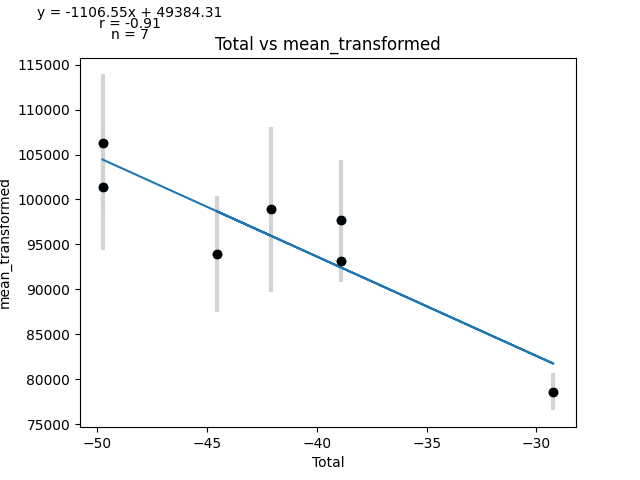 y = -1106.55x + 49384.31
r = -0.91
n = 7
Total vs mean_transformed
115000
110000
105000
100000
95000
90000
85000
80000
75000
mean_transformed
−50
−45
−40
−35
−30
Total